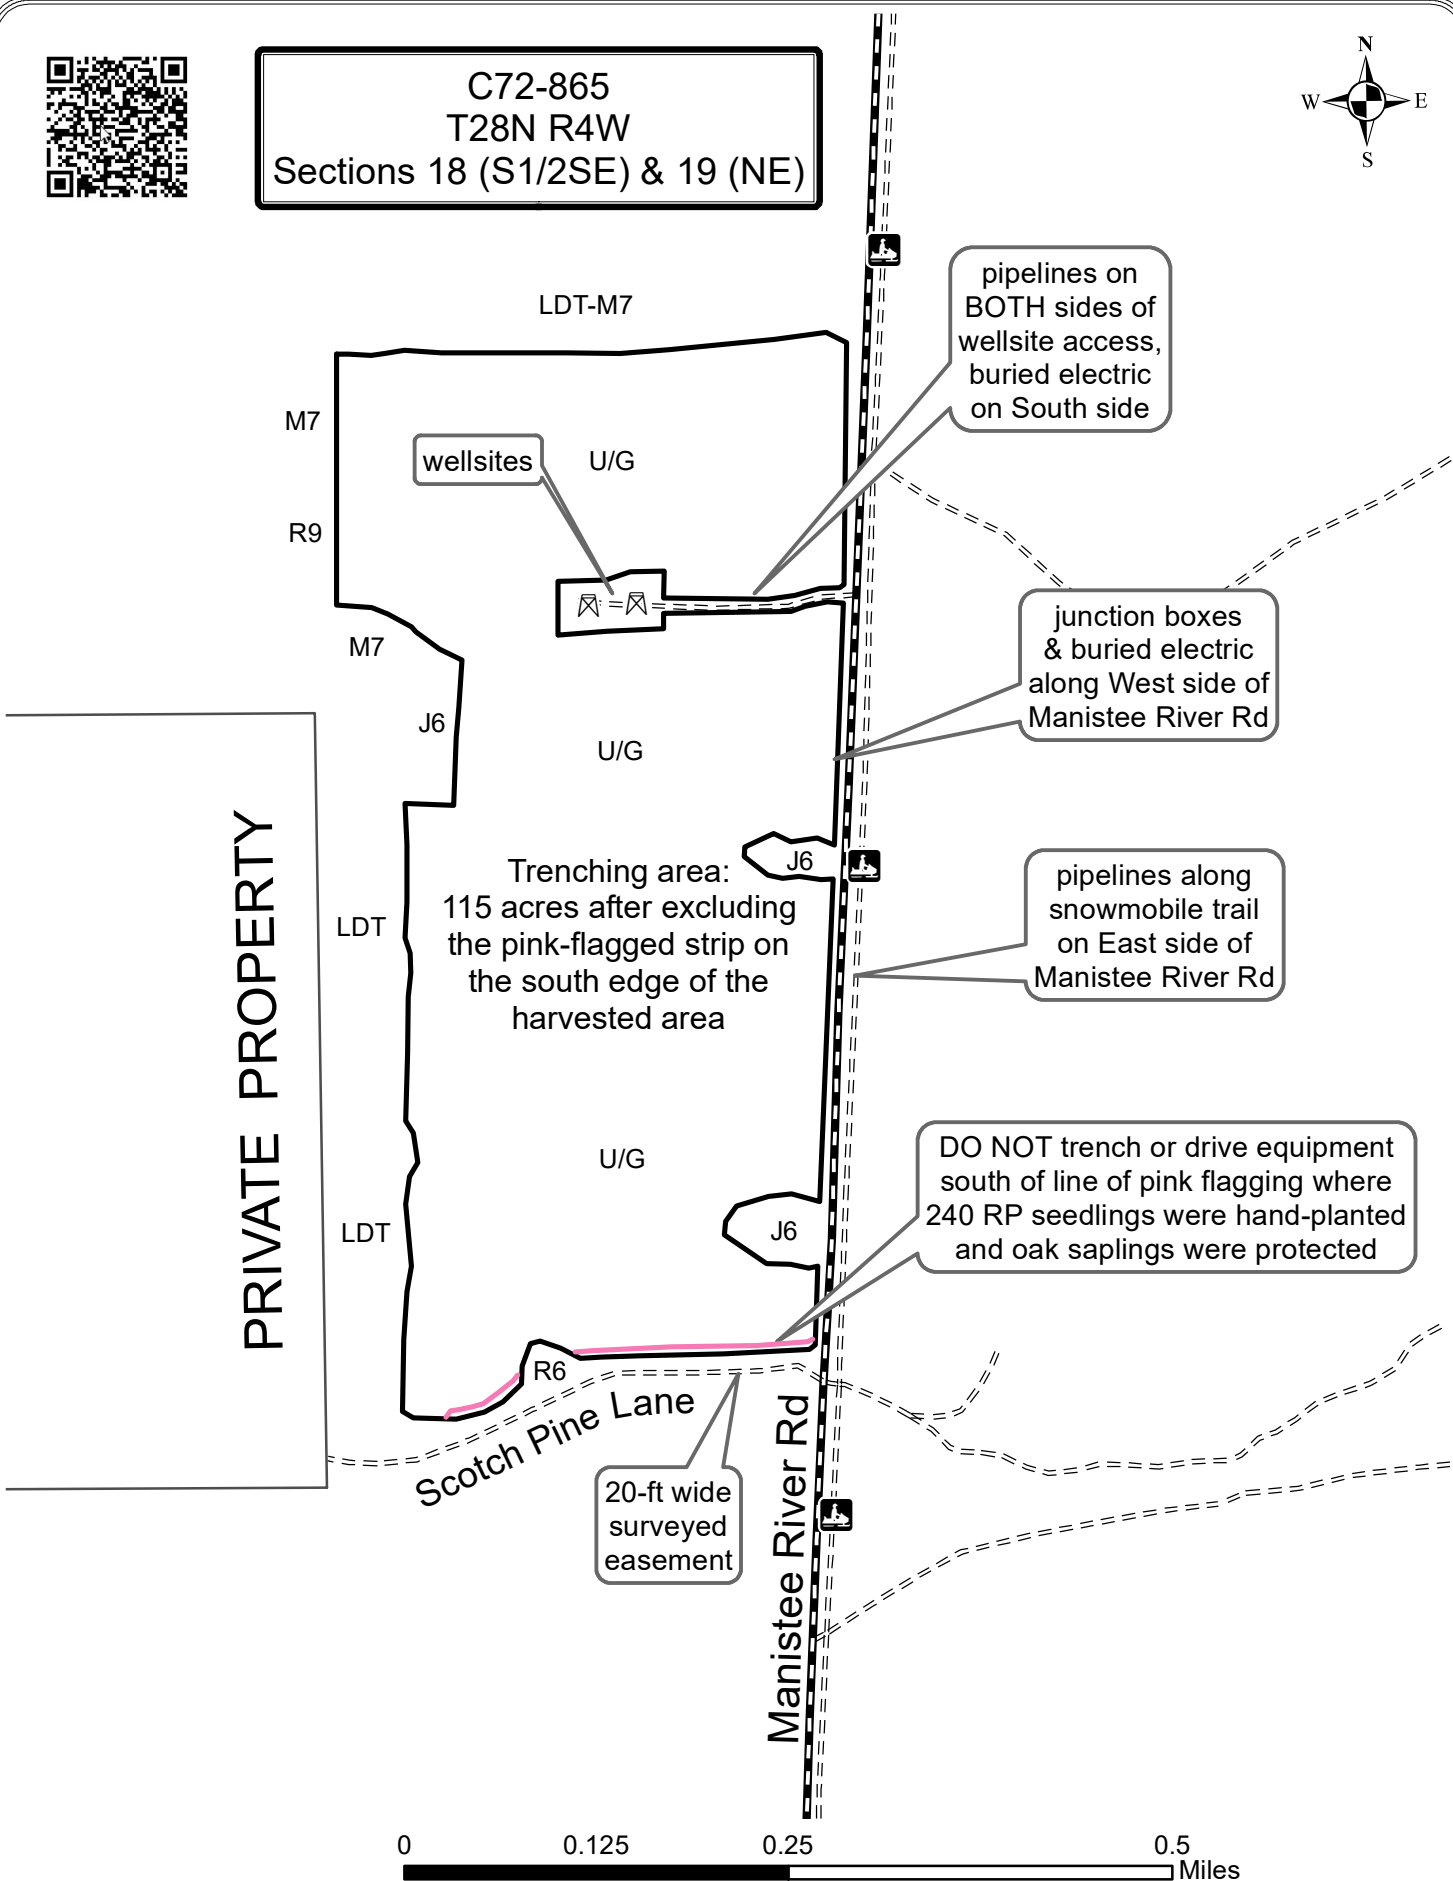 C72-865
T28N R4W
Sections 18 (S1/2SE) & 19 (NE)
N
W
E
S
LDT-M7
pipelines on
BOTH sides of
wellsite access,
buried electric
on South side
M7
wellsites
U/G
R9
M7
junction boxes
& buried electric
along West side of
Manistee River Rd
J6
U/G
PRIVATE PROPERTY
J6
Trenching area:
115 acres after excluding
the pink-flagged strip on
the south edge of the
harvested area
pipelines along
snowmobile trail
on East side of
Manistee River Rd
LDT
U/G
DO NOT trench or drive equipment
south of line of pink flagging where
240 RP seedlings were hand-planted
and oak saplings were protected
LDT
J6
R6
Scotch Pine Lane
Manistee River Rd
20-ft wide
surveyed
easement
0
0.125
0.25
0.5
Miles